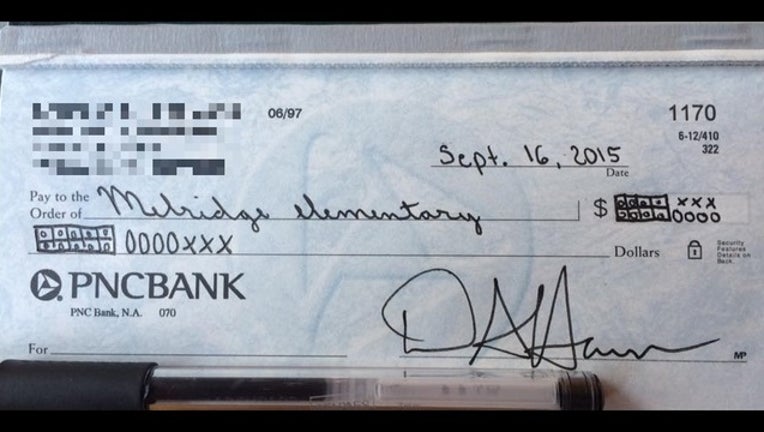 06/97
1170
6-12/410
322
Sept. 16, 2015
Date
Pay to the
Order of Melridge elementary $ xxx
0000
0000xxx Dollars
Security
Features
Details on
Back
PNCBANK
PNC Bank, N.A. 070
For
MP